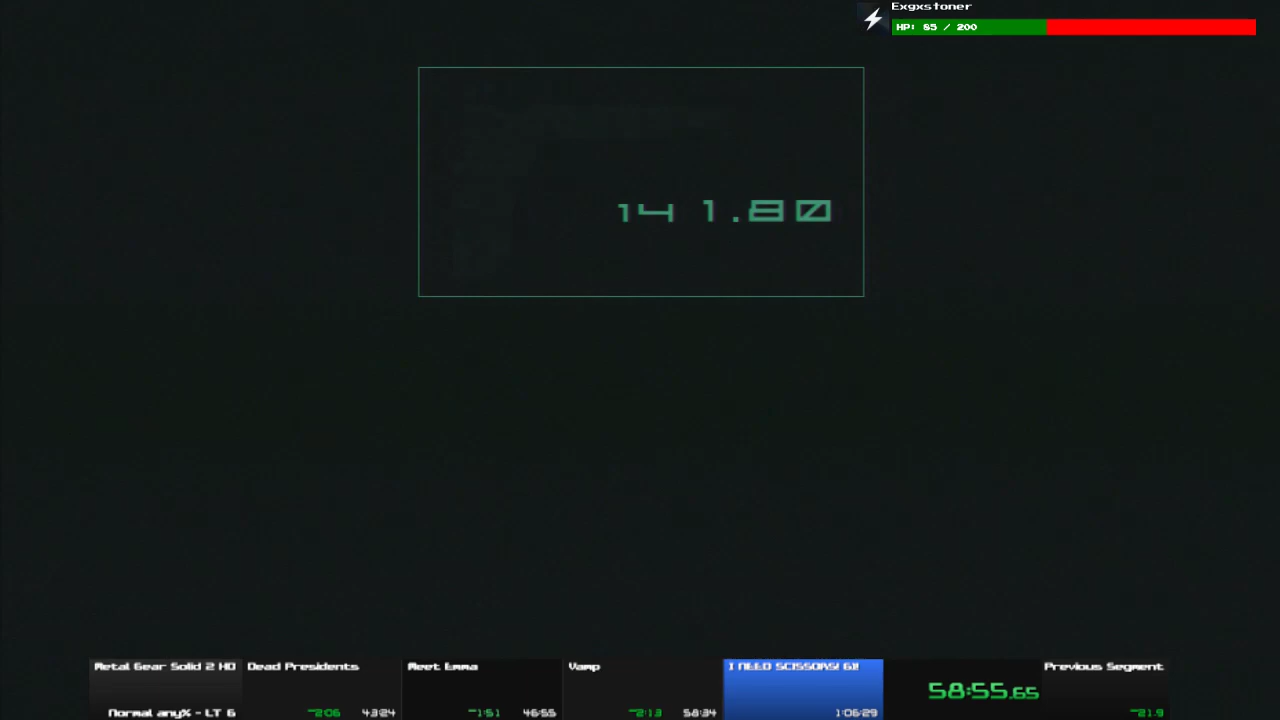 Exgxstoner
HP: 85 / 200
141.80
Metal Gear Solid 2 HD
Normal any% - LT 6
Dead Presidents
-2:06 43:24
Meet Emma
-1:51 46:55
Vamp
-2:13 58:34
I NEED SCISSORS! 61!
1:06:29
58:55.65
Previous Segment
-21.9